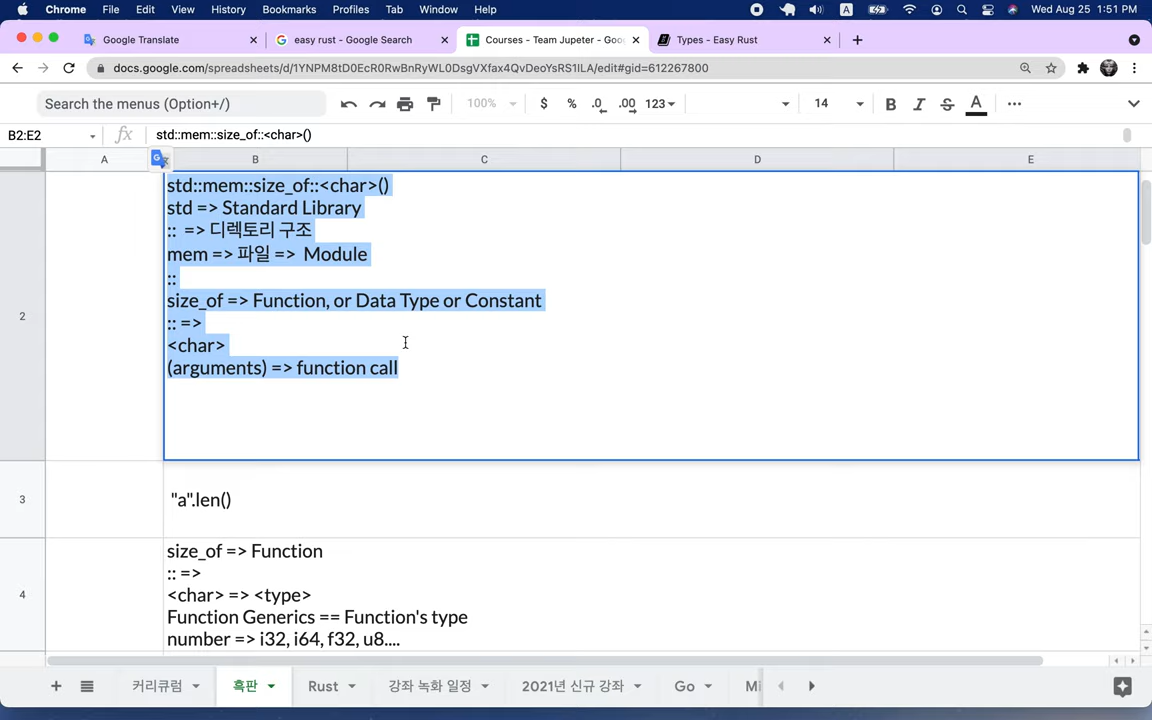 Chrome File Edit View History Bookmarks Profiles Tab Window Help A Wed Aug 25 1:51 PM
Google Translate easy rust - Google Search Courses - Team Jupeter - Goo Types - Easy Rust
docs.google.com/spreadsheets/d/1YNPM8tD0EcR0RwBnRyWL0DsgVXfax4QvDeoYsRS1ILA/edit#gid=612267800
Search the menus (Option+/) 100% $ % .0 .00 123 14 B I S A
B2:E2 fx std::mem::size_of::<char>()
A B C D E
2
std::mem::size_of::<char>()
std => Standard Library
:: => 디렉토리 구조
mem => 파일 => Module
::
size_of => Function, or Data Type or Constant
:: =>
<char>
(arguments) => function call
3 "a".len()
4
size_of => Function
:: =>
<char> => <type>
Function Generics == Function's type
number => i32, i64, f32, u8....
커리큘럼 흑판 Rust 강좌 녹화 일정 2021년 신규 강좌 Go Mi